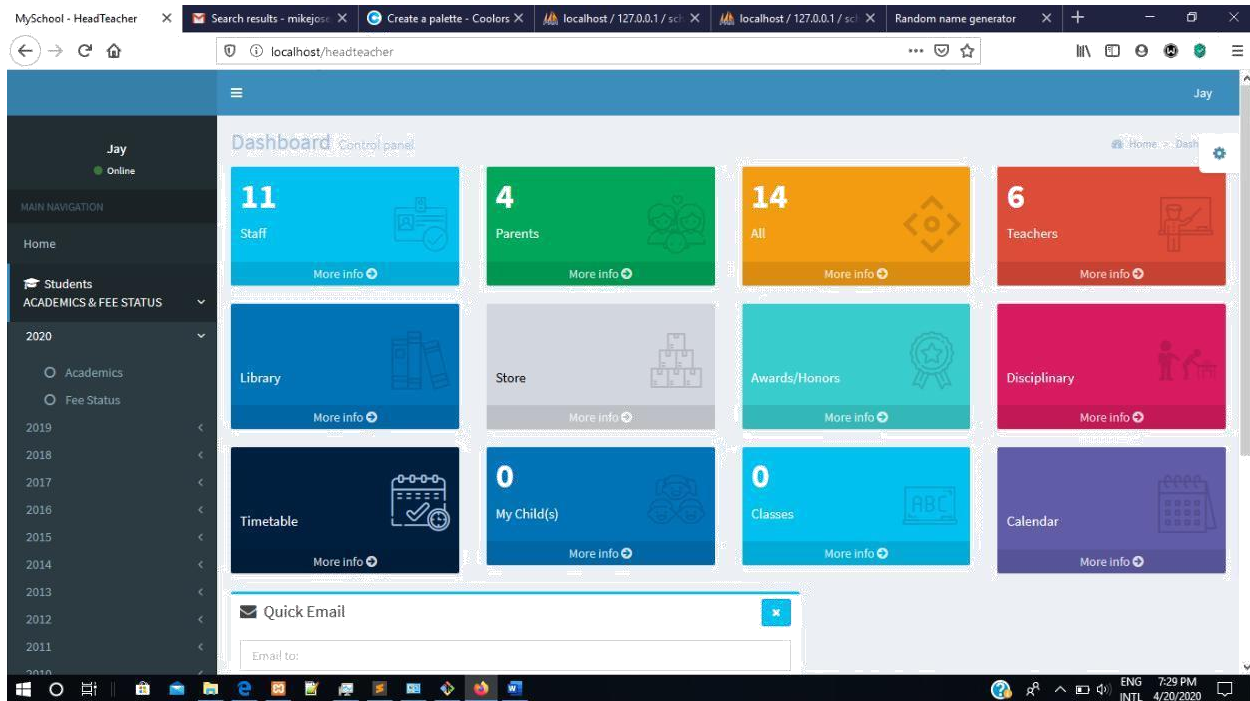 MySchool - HeadTeacher
Search results - mikejose
Create a palette - Coolors
localhost / 127.0.0.1 / sch
localhost / 127.0.0.1 / sch
Random name generator
localhost/headteacher
Jay
Jay
Online
MAIN NAVIGATION
Home
Students
ACADEMICS & FEE STATUS
2020
Academics
Fee Status
2019
2018
2017
2016
2015
2014
2013
2012
2011
2010
Dashboard Control panel
Home > Dash
11
Staff
More info
4
Parents
More info
14
All
More info
6
Teachers
More info
Library
More info
Store
More info
Awards/Honors
More info
Disciplinary
More info
Timetable
More info
0
My Child(s)
More info
0
ABC
Classes
More info
Calendar
More info
Quick Email
Email to:
ENG
INTL
7:29 PM
4/20/2020